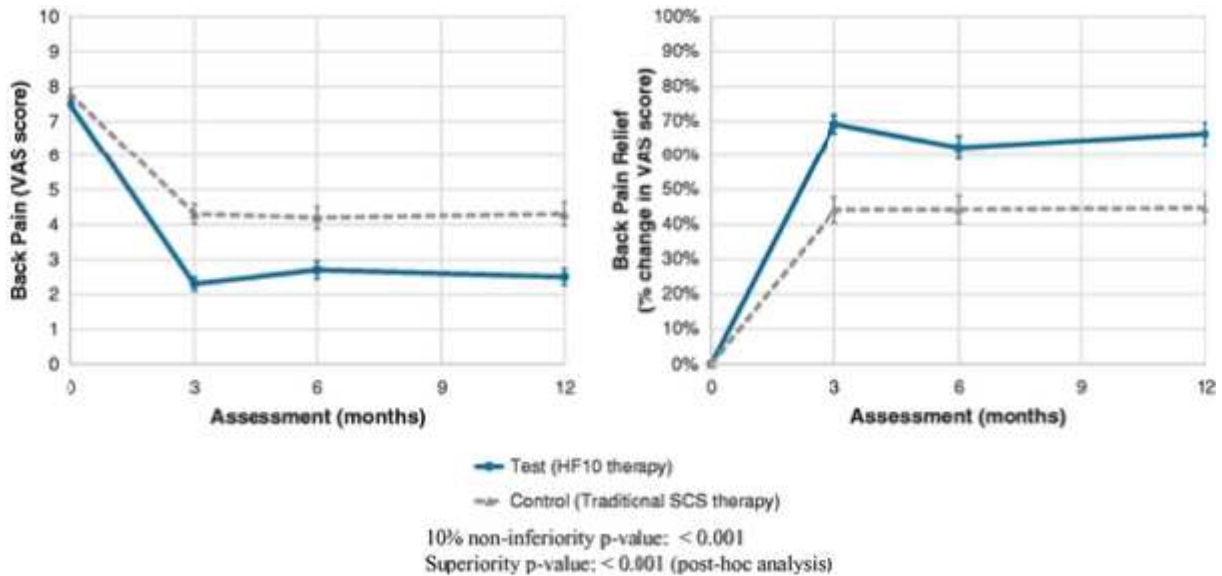 Back Pain (VAS score)
10
9
8
7
6
5
4
3
2
1
0
0 3 6 9 12
Assessment (months)
Back Pain Relief
(% change in VAS score)
100%
90%
80%
70%
60%
50%
40%
30%
20%
10%
0%
0 3 6 9 12
Assessment (months)
Test (HF10 therapy)
Control (Traditional SCS therapy)
10% non-inferiority p-value: < 0.001
Superiority p-value: < 0.001 (post-hoc analysis)